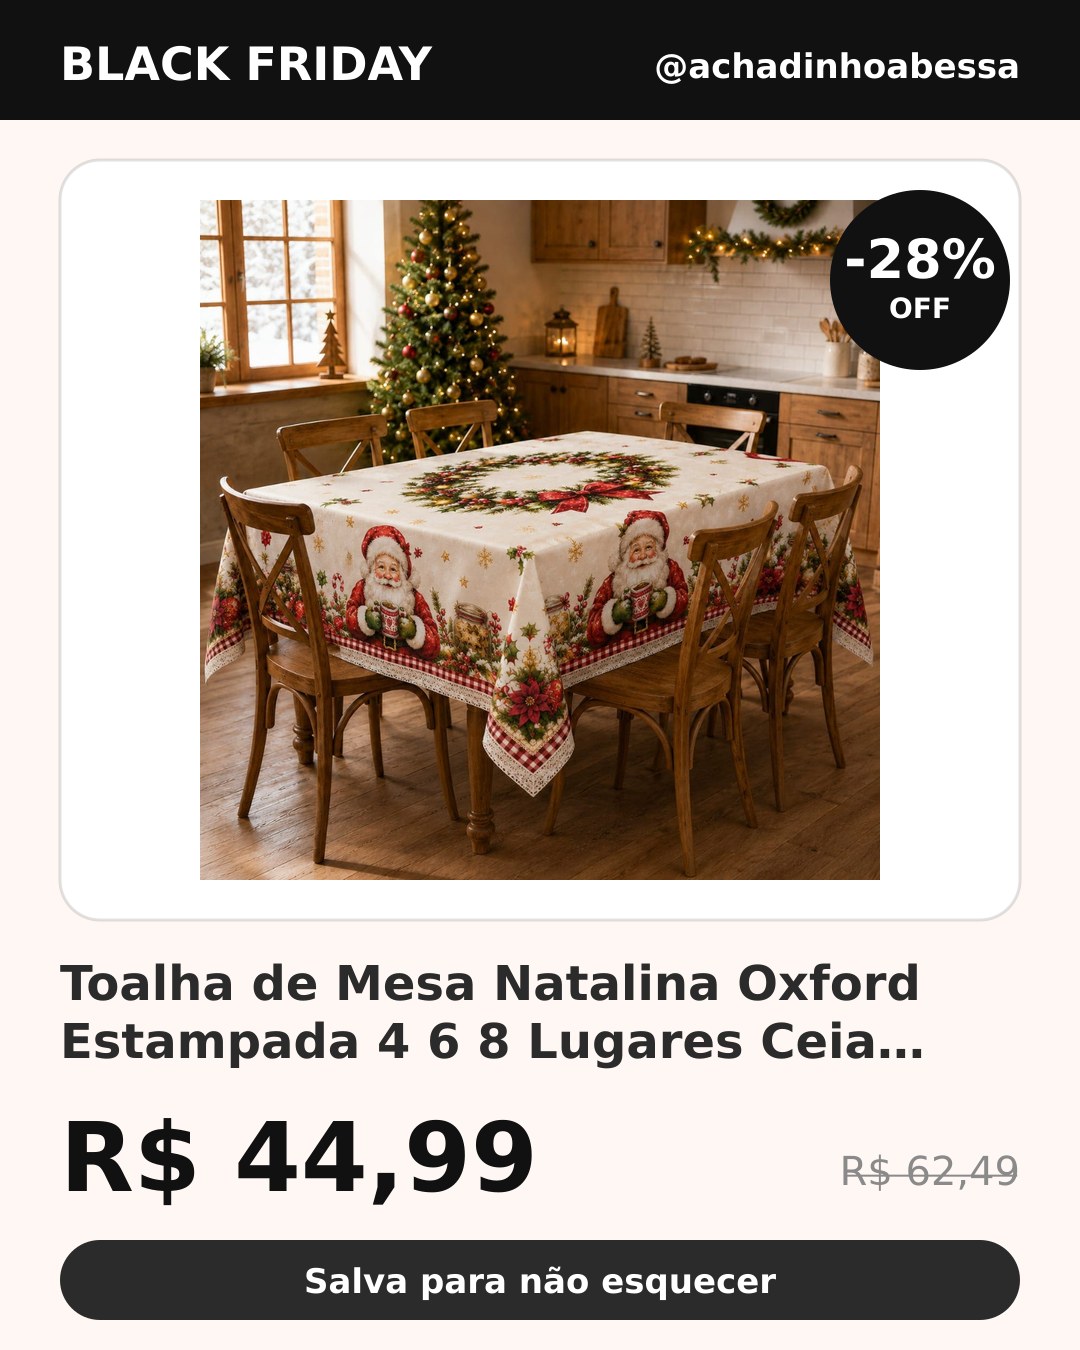 BLACK FRIDAY
@achadinhoabessa
-28%
OFF
Toalha de Mesa Natalina Oxford
Estampada 4 6 8 Lugares Ceia...
R$ 44,99
R$ 62,49
Salva para não esquecer